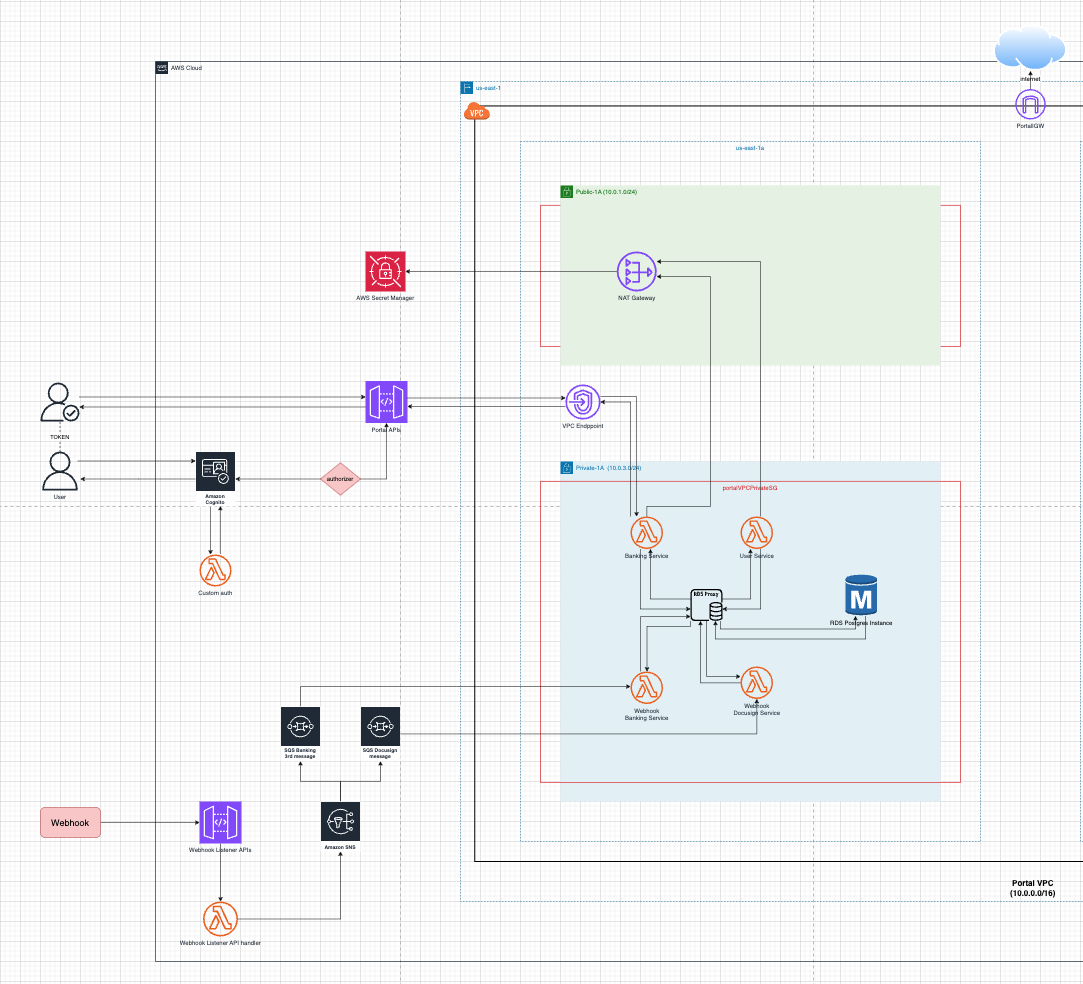 AWS Cloud
internet
us-east-1
VPC
PortalIGW
us-east-1a
Public-1A (10.0.1.0/24)
AWS Secret Manager
NAT Gateway
Portal APIs
VPC Endppoint
TOKEN
Private-1A (10.0.3.0/24)
authorizer
portalVPCPrivateSG
User
Amazon
Cognito
Banking Service
User Service
Custom auth
RDS Proxy
M
RDS Postgres Instance
Webhook
Banking Service
Webhook
Docusign Service
SQS Banking
3rd message
SQS Docusign
message
Webhook
Webhook Listener APIs
Amazon SNS
Portal VPC
(10.0.0.0/16)
Webhook Listener API handler